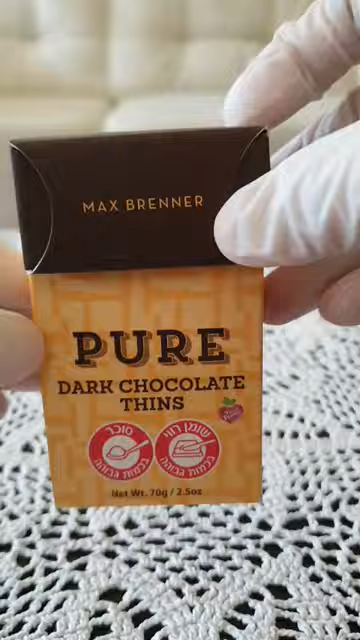 MAX BRENNER
PURE
DARK CHOCOLATE
THINS
סוכר
בכמות גבוהה
שומן רווי
בכמות גבוהה
Net Wt. 70g / 2.5oz